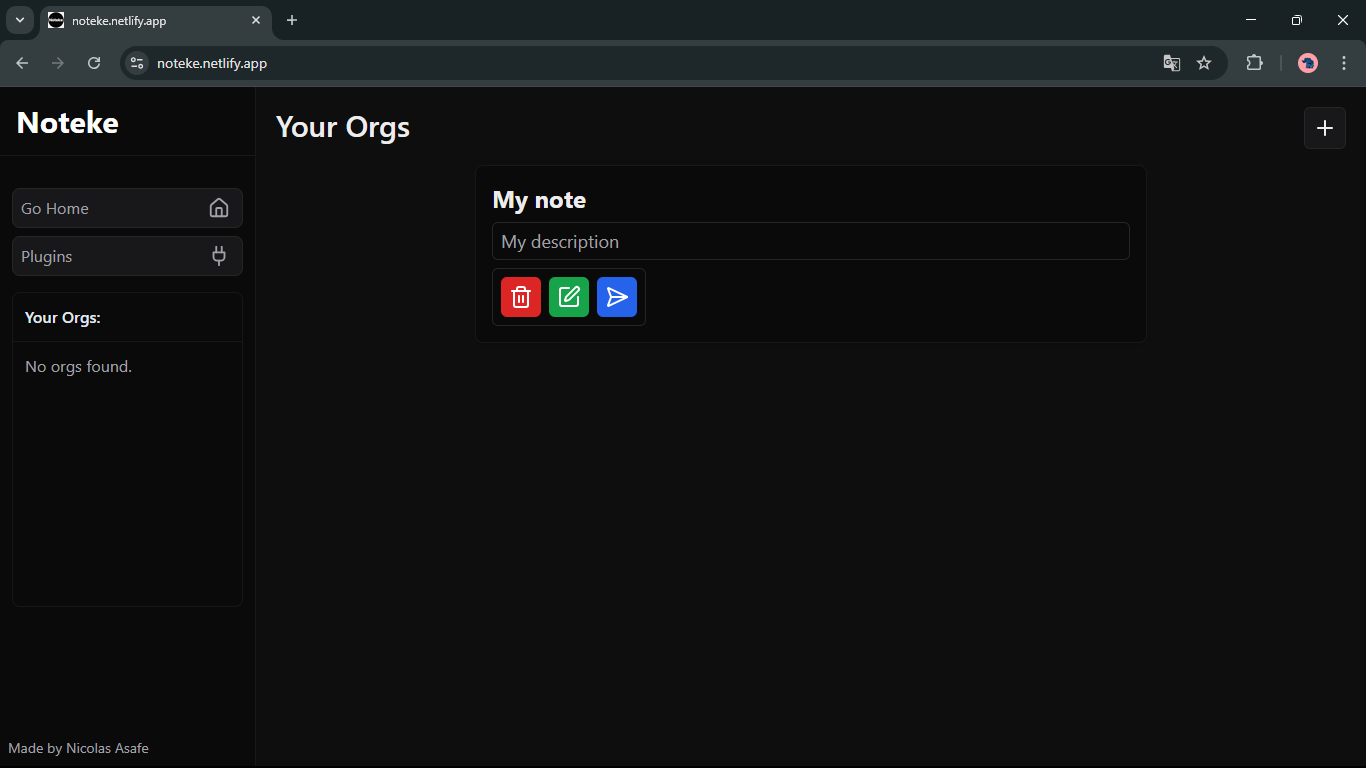 noteke.netlify.app
noteke.netlify.app
Noteke
Go Home
Plugins
Your Orgs:
No orgs found.
Made by Nicolas Asafe
Your Orgs
My note
My description